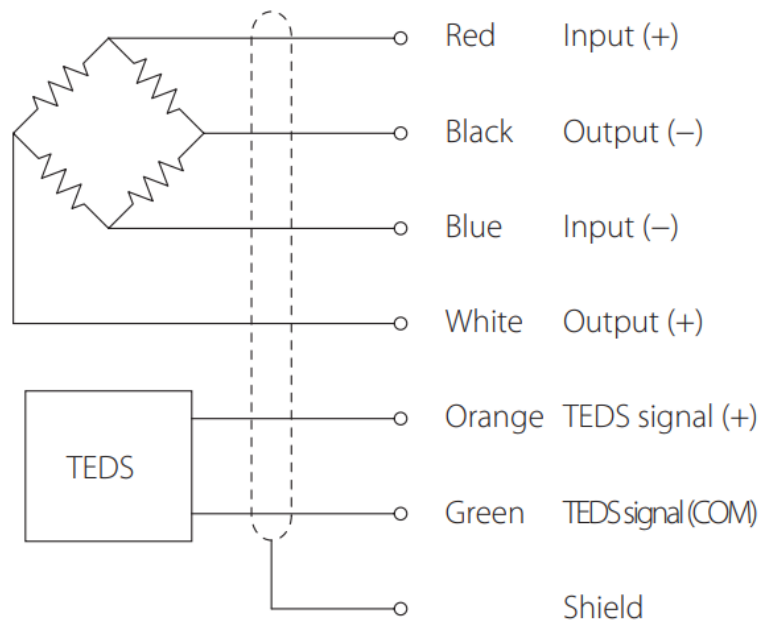 Red Input (+)
Black Output (−)
Blue Input (−)
White Output (+)
Orange TEDS signal (+)
TEDS
Green TEDS signal (COM)
Shield